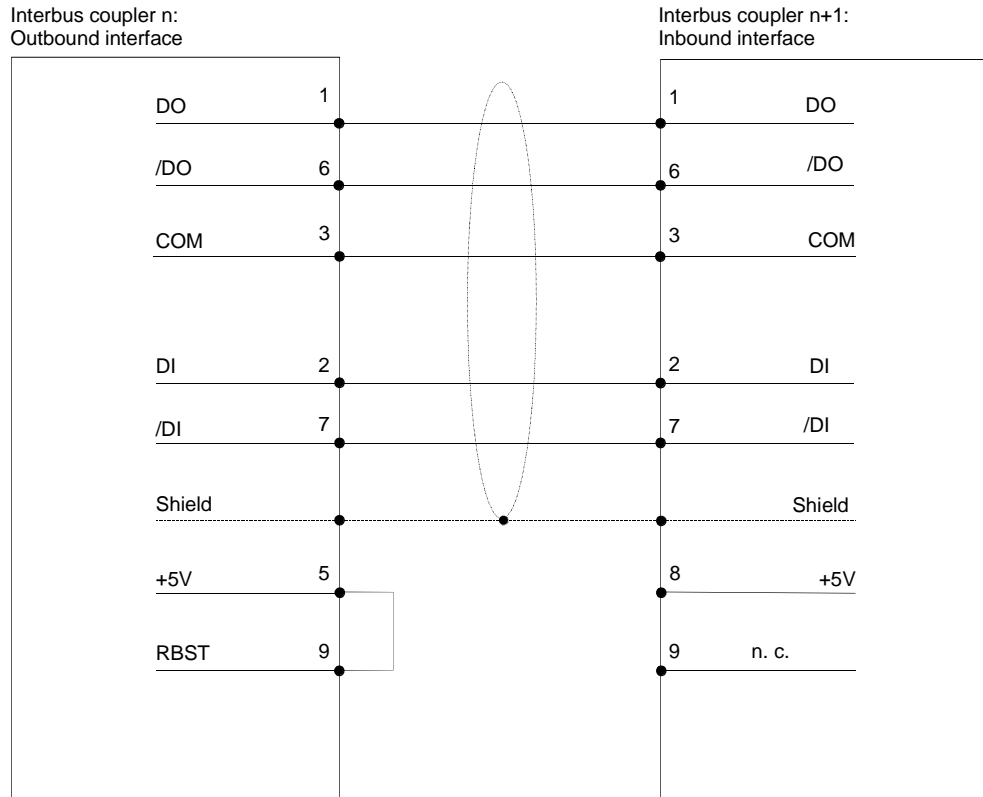 Interbus coupler n:
Outbound interface
Interbus coupler n+1:
Inbound interface
DO 1 1 DO
/DO 6 6 /DO
COM 3 3 COM
DI 2 2 DI
/DI 7 7 /DI
Shield Shield
+5V 5 8 +5V
RBST 9 9 n. c.